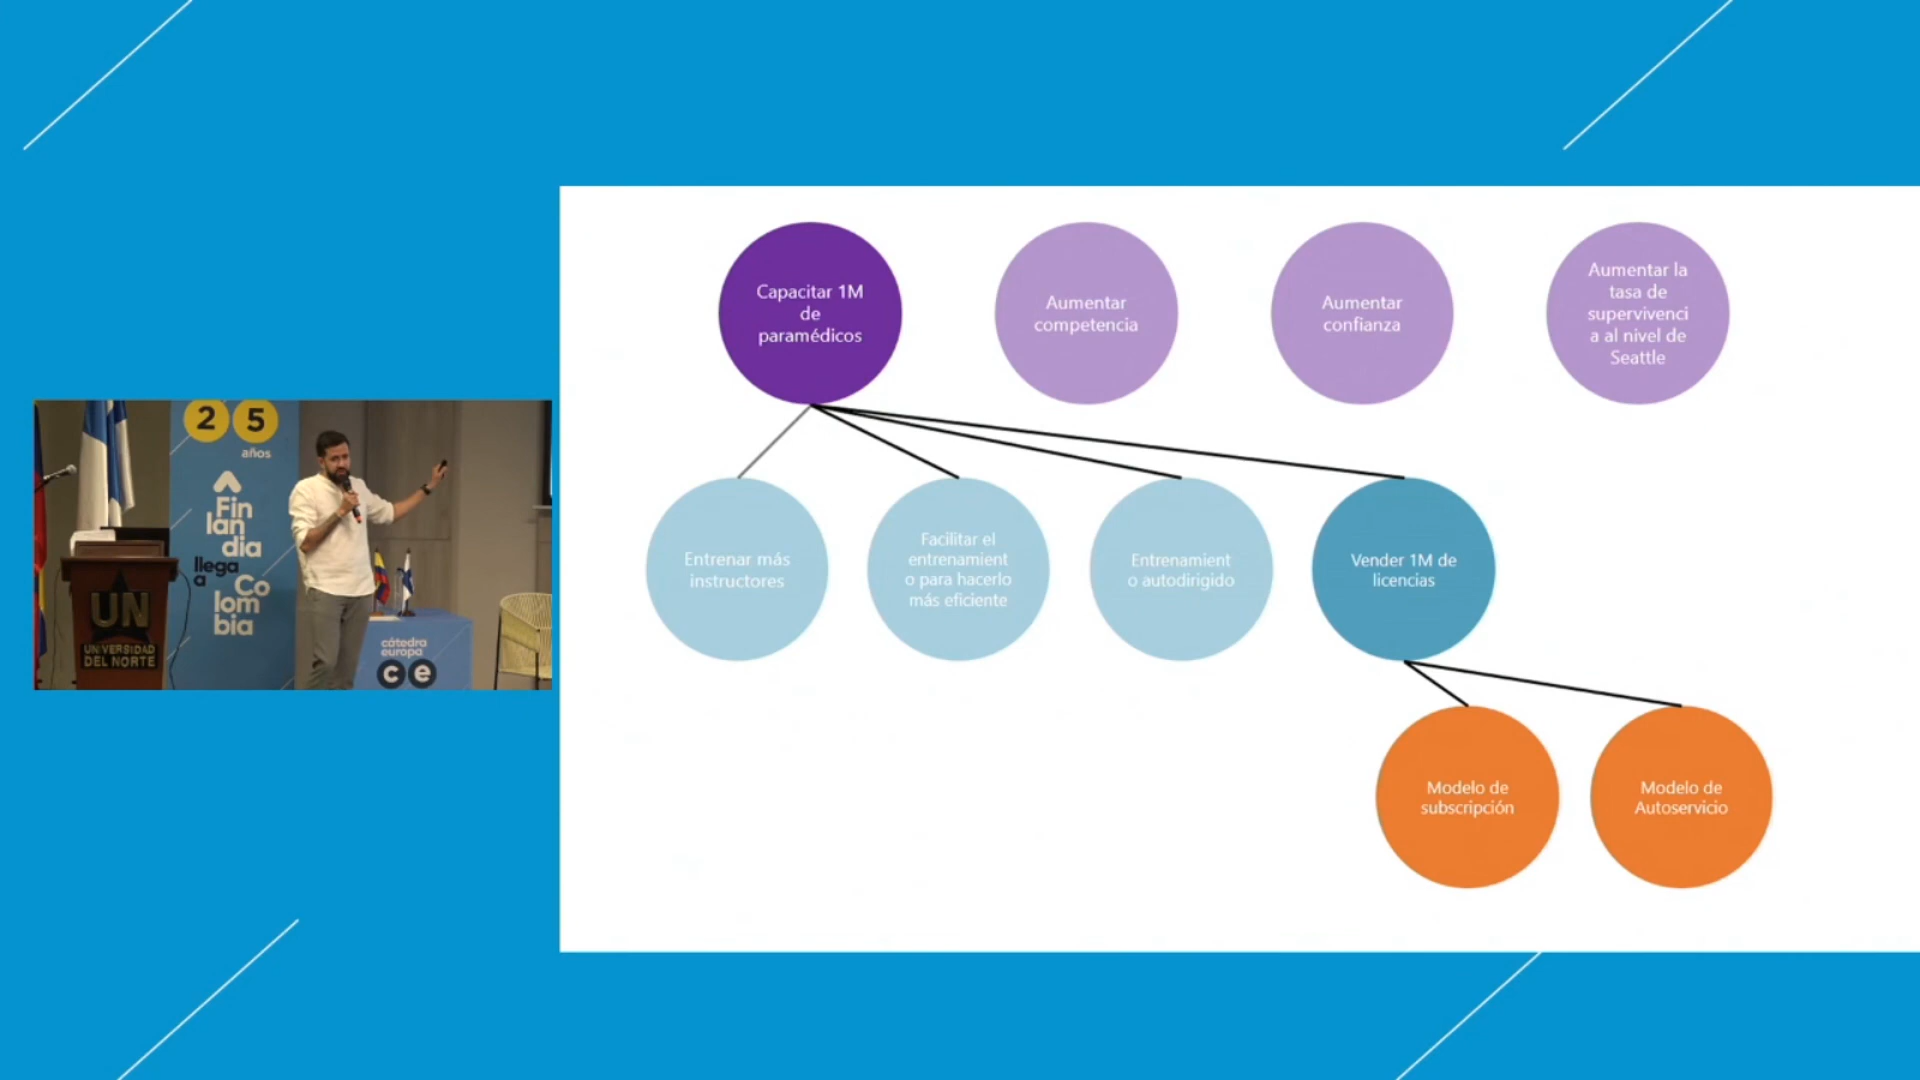 Capacitar 1M
de
paramédicos
Aumentar
competencia
Aumentar
confianza
Aumentar la
tasa de
supervivenci
a al nivel de
Seattle
Entrenar más
instructores
Facilitar el
entrenamient
o para hacerlo
más eficiente
Entrenamient
o autodirigido
Vender 1M de
licencias
Modelo de
subscripción
Modelo de
Autoservicio
2 5
años
Fin
lan
dia
llega
a
Co
lom
bia
UN
UNIVERSIDAD
DEL NORTE
cátedra
europa
c e